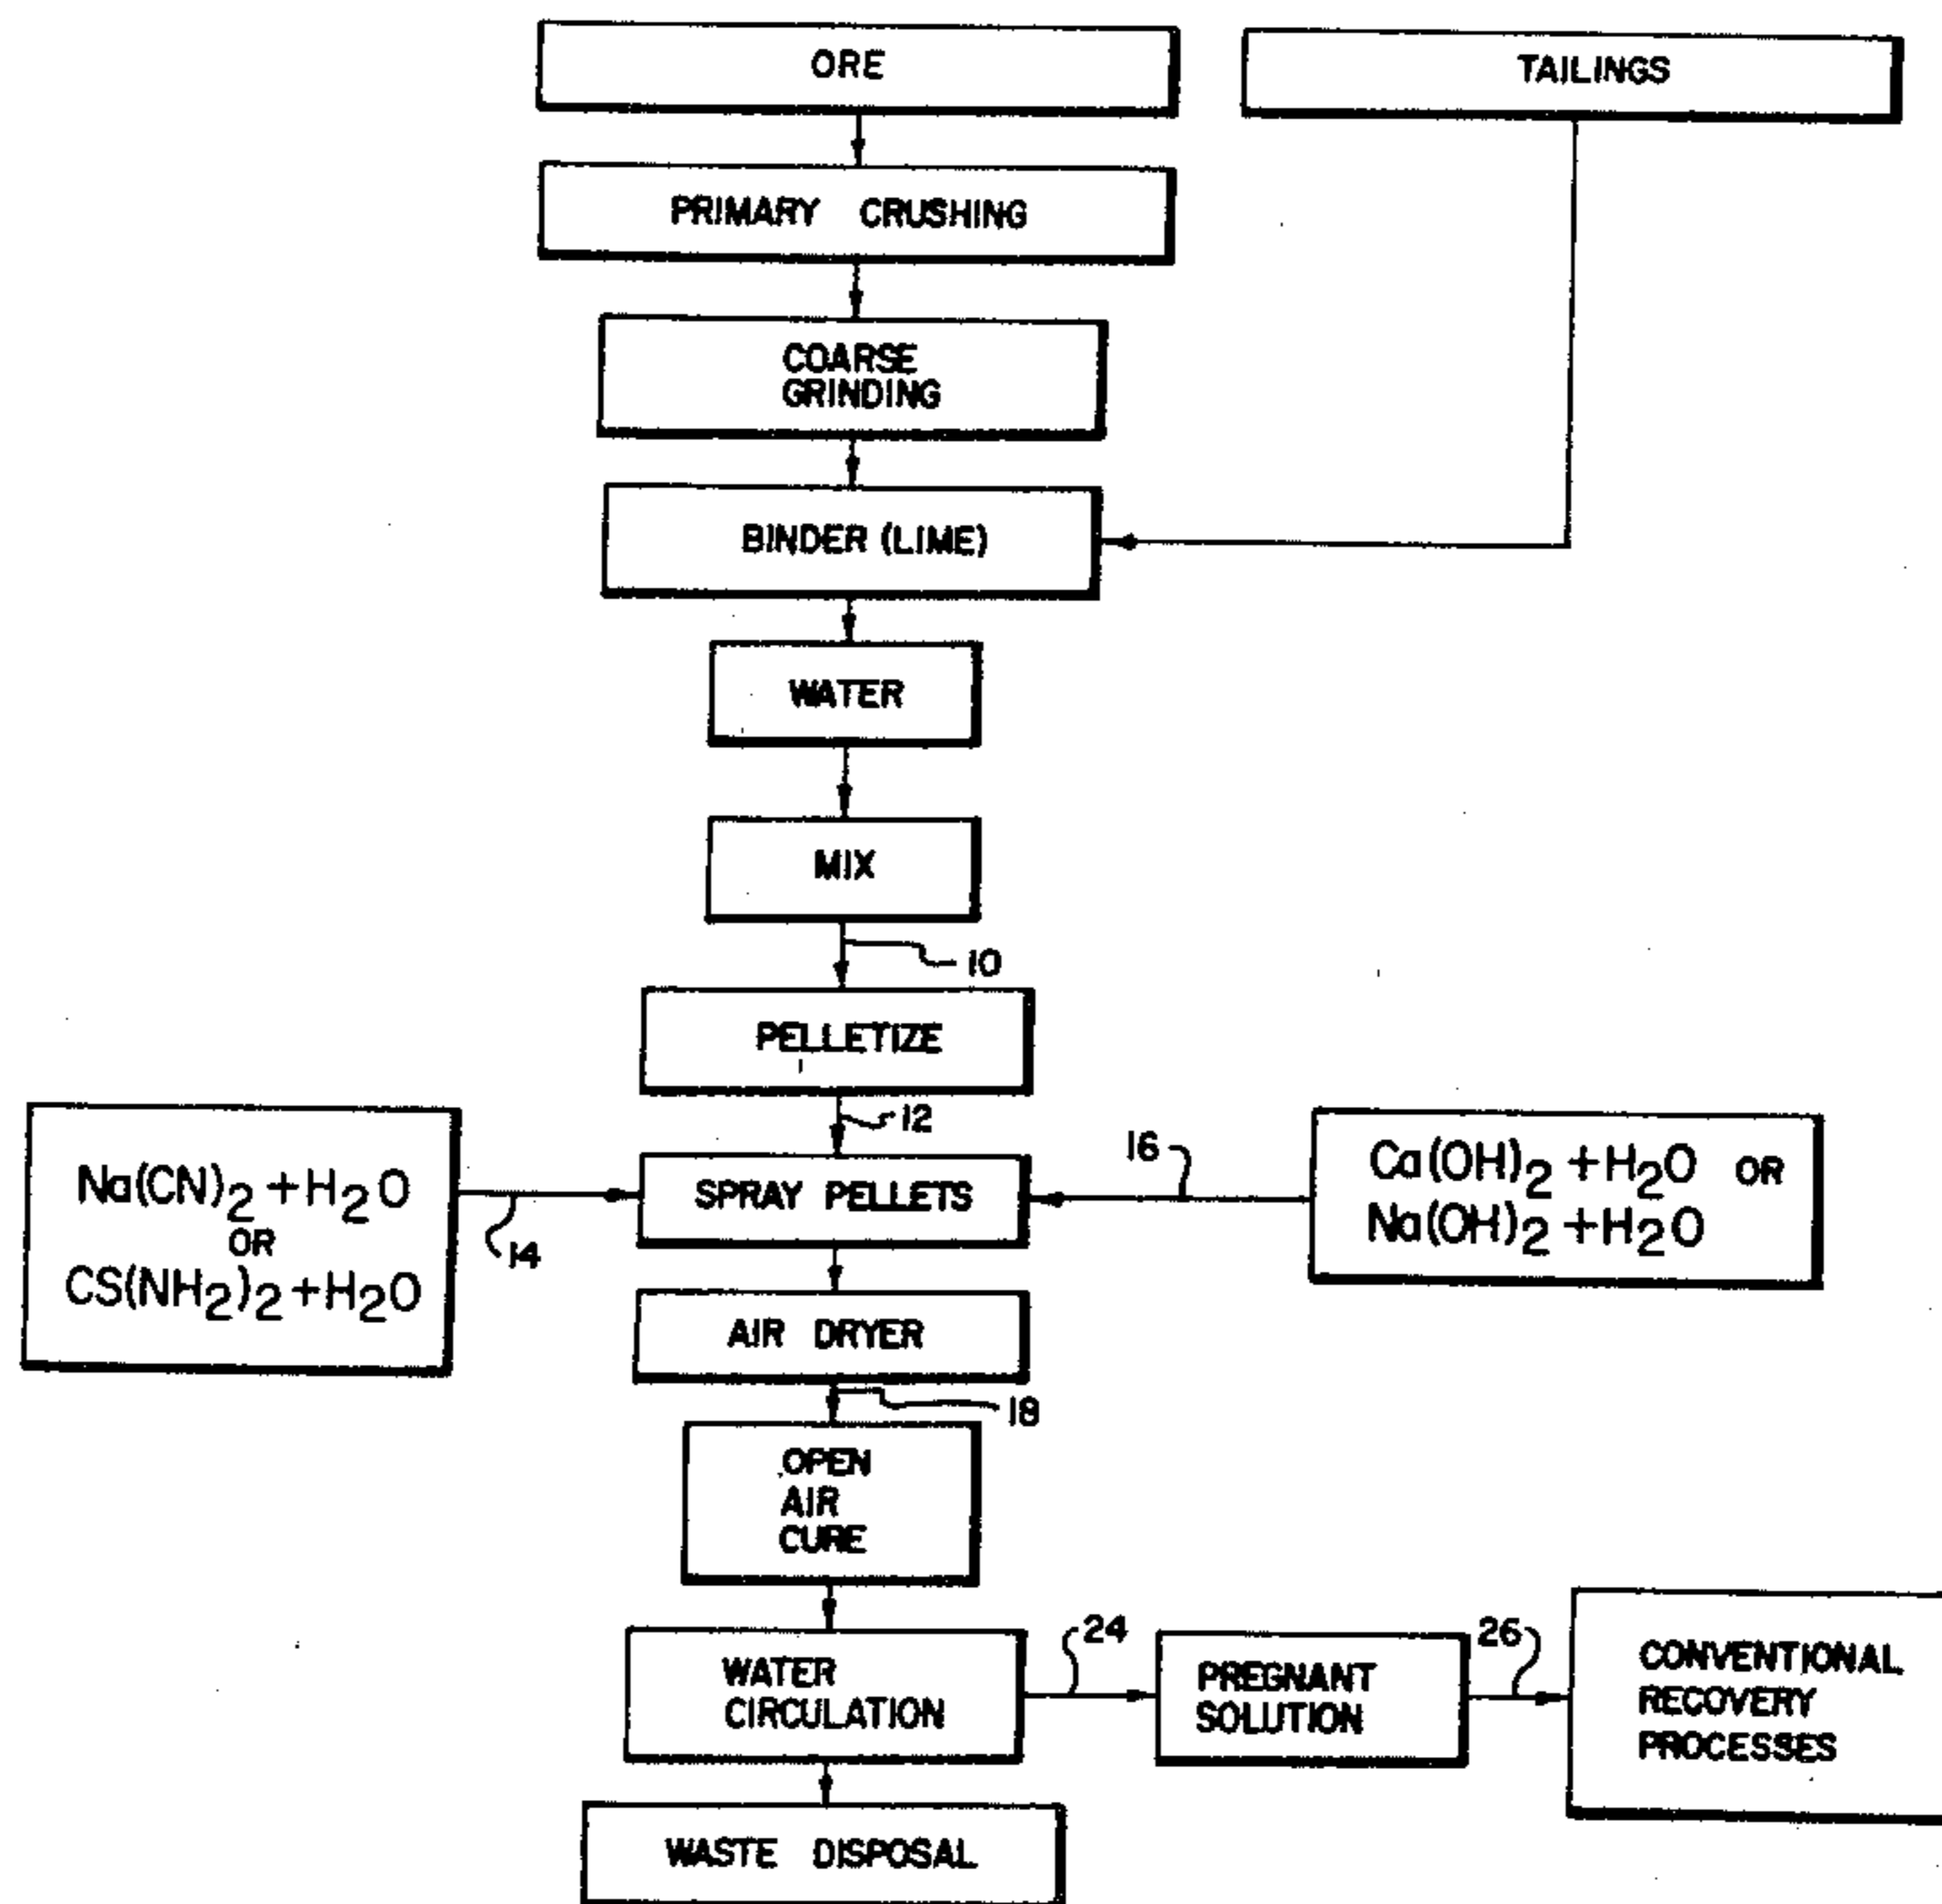 ORE
TAILINGS
PRIMARY CRUSHING
COARSE
GRINDING
BINDER (LIME)
WATER
MIX
10
PELLETIZE
12
Na(CN)2 + H2O
OR
CS(NH2)2 + H2O
14
SPRAY PELLETS
16
Ca(OH)2 + H2O OR
Na(OH)2 + H2O
AIR DRYER
18
OPEN
AIR
CURE
WATER
CIRCULATION
24
PREGNANT
SOLUTION
26
CONVENTIONAL
RECOVERY
PROCESSES
WASTE DISPOSAL